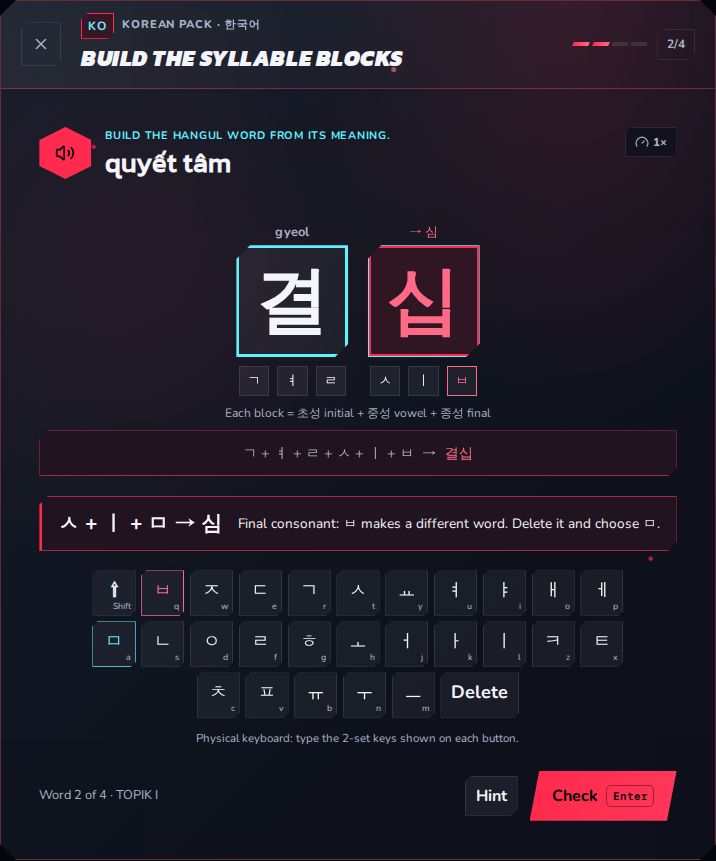 KO KOREAN PACK · 한국어
BUILD THE SYLLABLE BLOCKS
2/4
BUILD THE HANGUL WORD FROM ITS MEANING.
quyết tâm
1×
gyeol → 심
결 십
ㄱ ㅕ ㄹ ㅅ ㅣ ㅂ
Each block = 초성 initial + 중성 vowel + 종성 final
ㄱ + ㅕ + ㄹ + ㅅ + ㅣ + ㅂ → 결십
ㅅ + ㅣ + ㅁ → 심 Final consonant: ㅂ makes a different word. Delete it and choose ㅁ.
⇧ Shift ㅂ q ㅈ w ㄷ e ㄱ r ㅅ t ㅛ y ㅕ u ㅑ i ㅐ o ㅔ p
ㅁ a ㄴ s ㅇ d ㄹ f ㅎ g ㅗ h ㅓ j ㅏ k ㅣ l ㅋ z ㅌ x
ㅊ c ㅍ v ㅠ b ㅜ n ㅡ m Delete
Physical keyboard: type the 2-set keys shown on each button.
Word 2 of 4 · TOPIK I
Hint
Check Enter